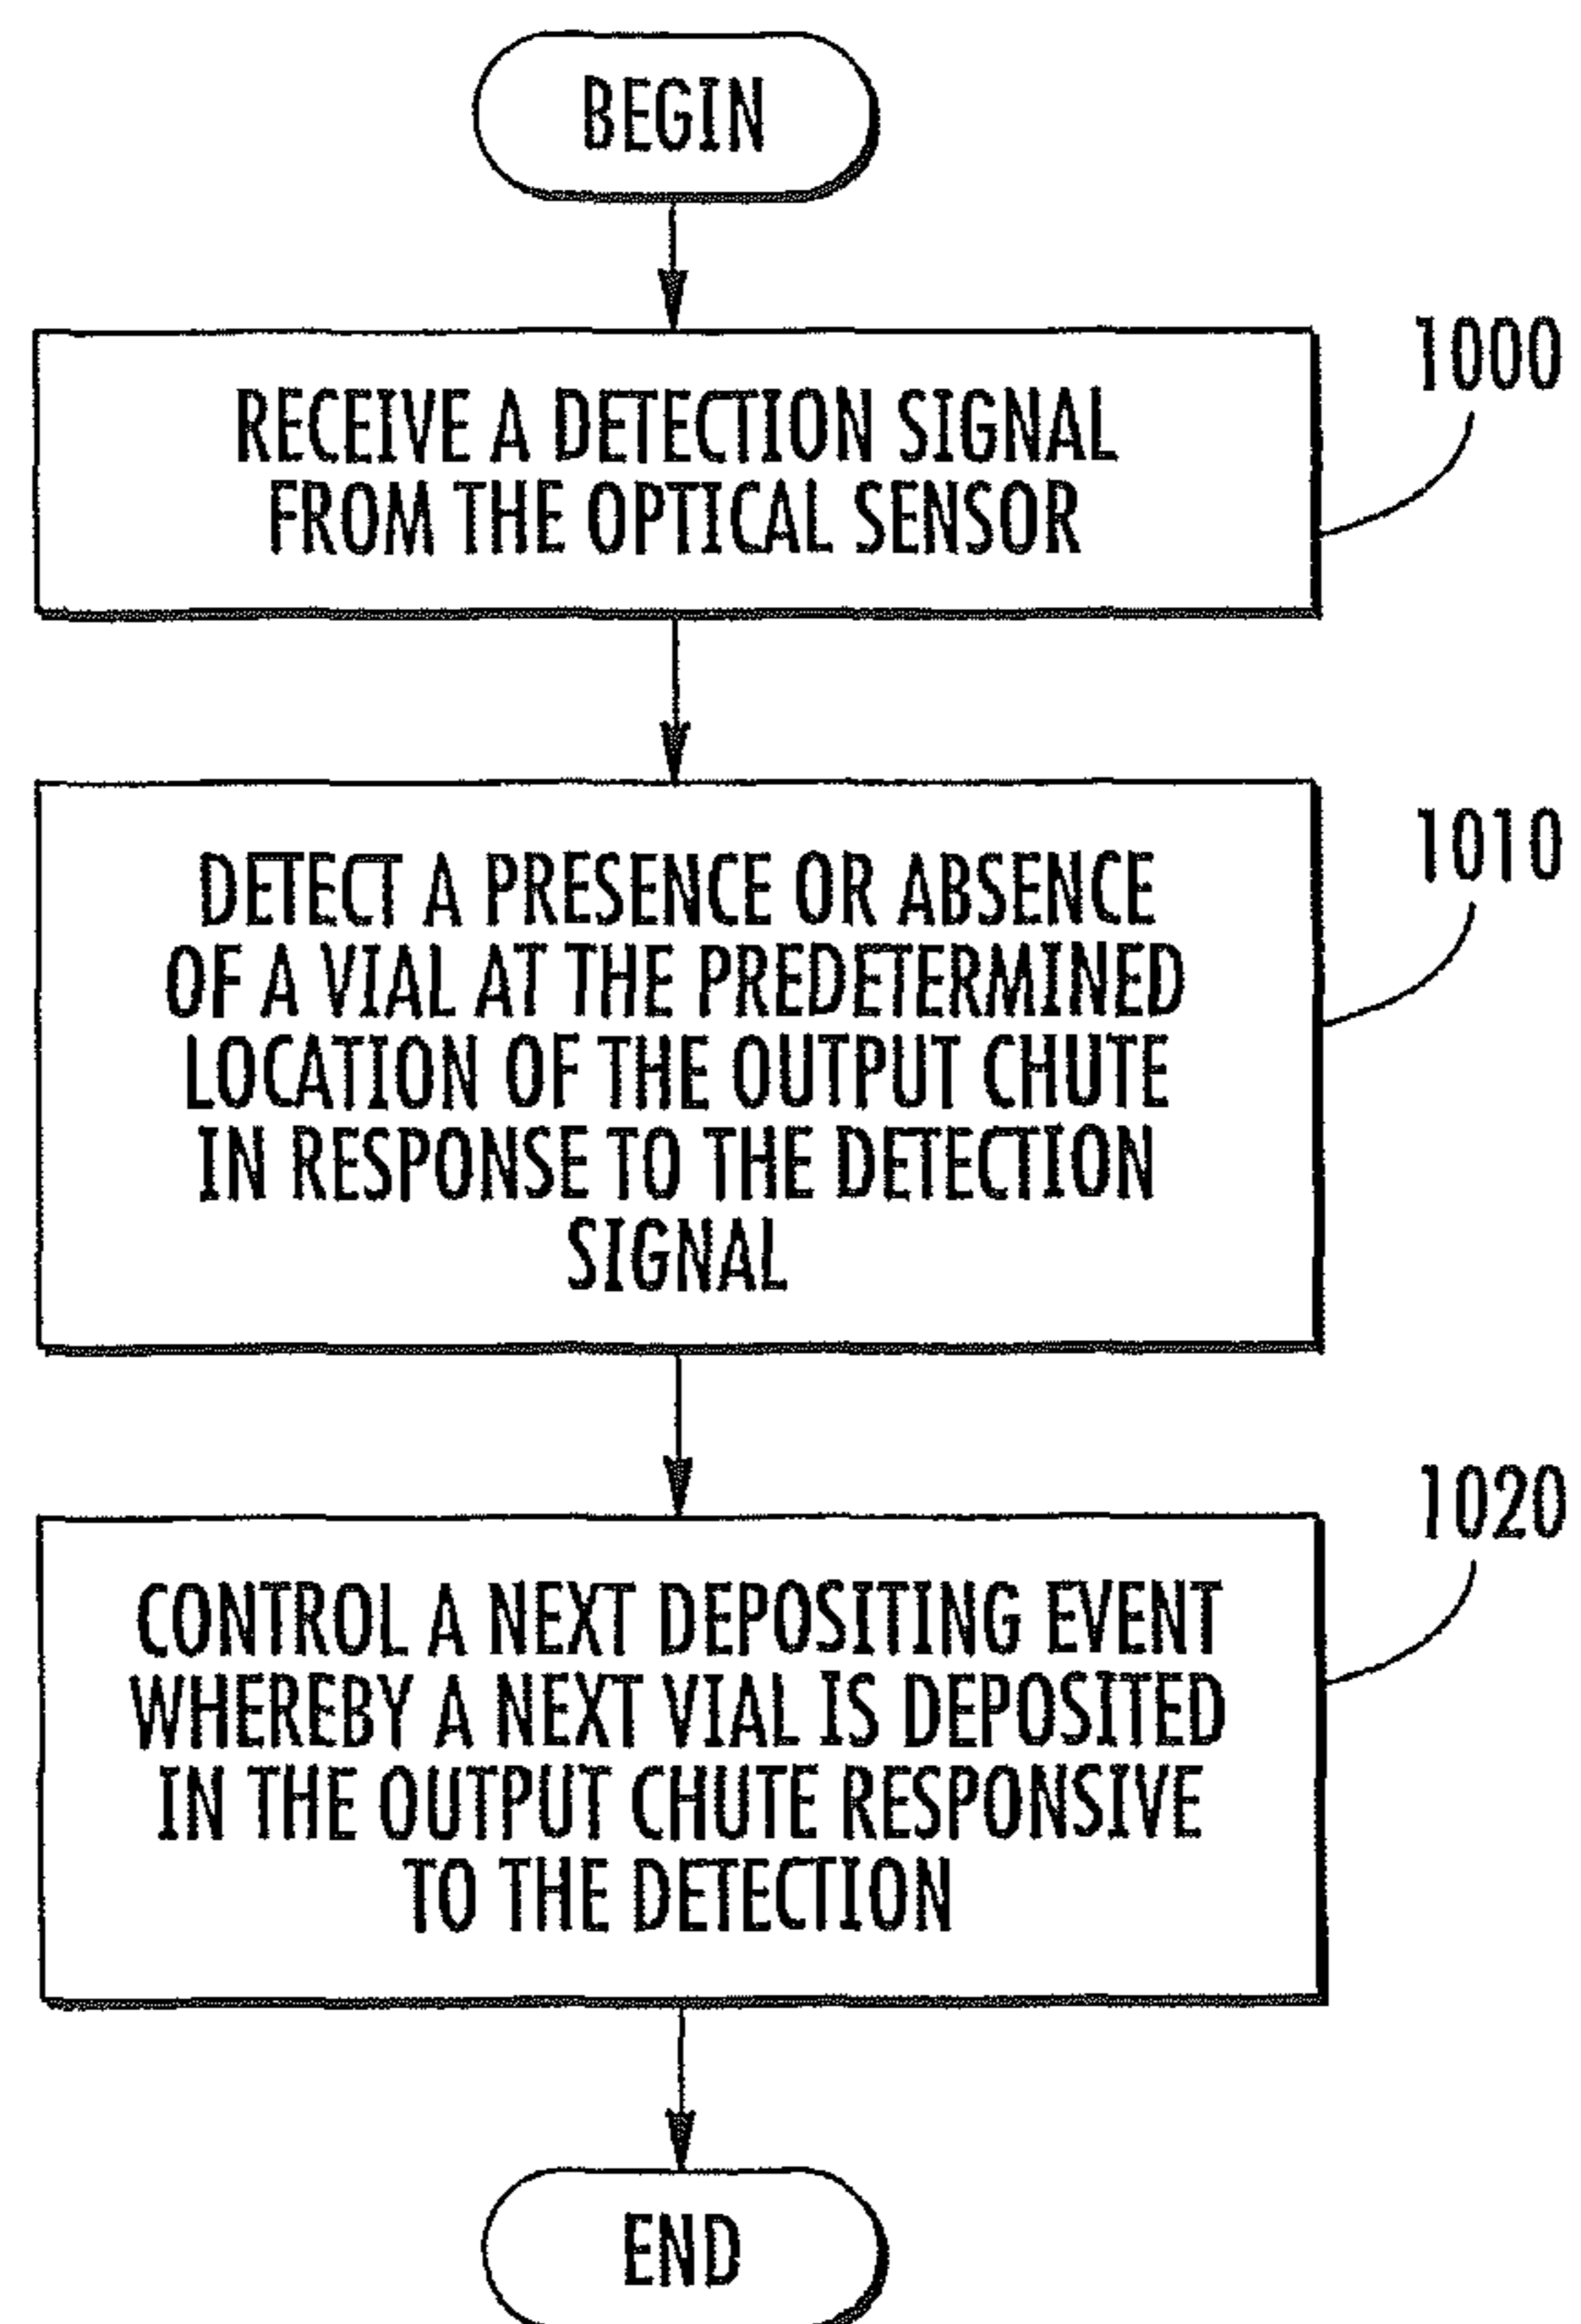 BEGIN
RECEIVE A DETECTION SIGNAL
FROM THE OPTICAL SENSOR
1000
DETECT A PRESENCE OR ABSENCE
OF A VIAL AT THE PREDETERMINED
LOCATION OF THE OUTPUT CHUTE
IN RESPONSE TO THE DETECTION
SIGNAL
1010
CONTROL A NEXT DEPOSITING EVENT
WHEREBY A NEXT VIAL IS DEPOSITED
IN THE OUTPUT CHUTE RESPONSIVE
TO THE DETECTION
1020
END